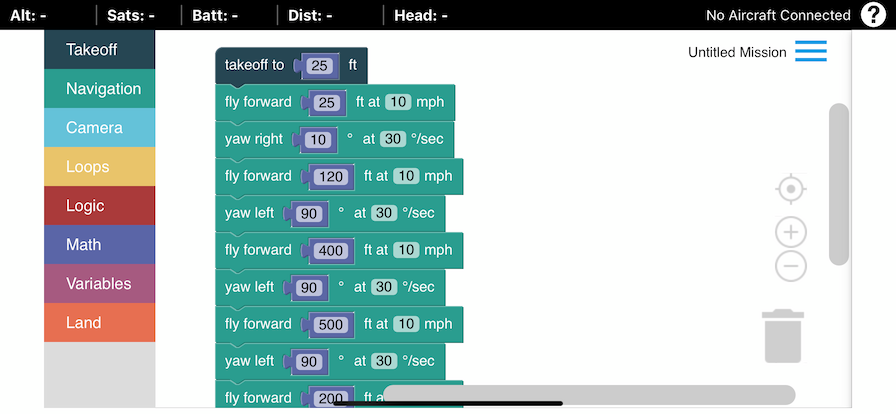 Alt: - Sats: - Batt: - Dist: - Head: - No Aircraft Connected ?
Untitled Mission
Takeoff
Navigation
Camera
Loops
Logic
Math
Variables
Land
takeoff to 25 ft
fly forward 25 ft at 10 mph
yaw right 10 ° at 30 °/sec
fly forward 120 ft at 10 mph
yaw left 90 ° at 30 °/sec
fly forward 400 ft at 10 mph
yaw left 90 ° at 30 °/sec
fly forward 500 ft at 10 mph
yaw left 90 ° at 30 °/sec
fly forward 200 ft a